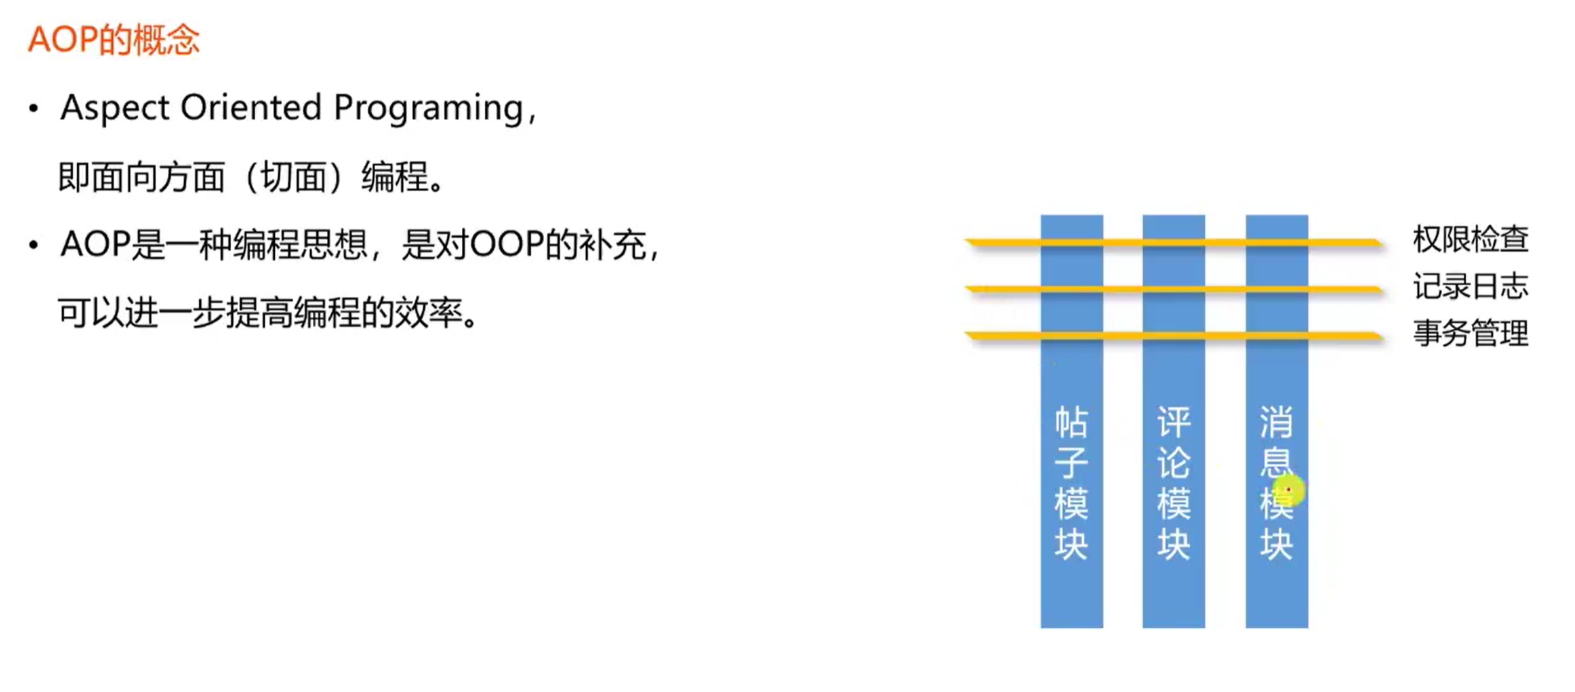 AOP的概念
• Aspect Oriented Programing，
即面向方面（切面）编程。
• AOP是一种编程思想，是对OOP的补充，
可以进一步提高编程的效率。
权限检查
记录日志
事务管理
帖子模块
评论模块
消息模块